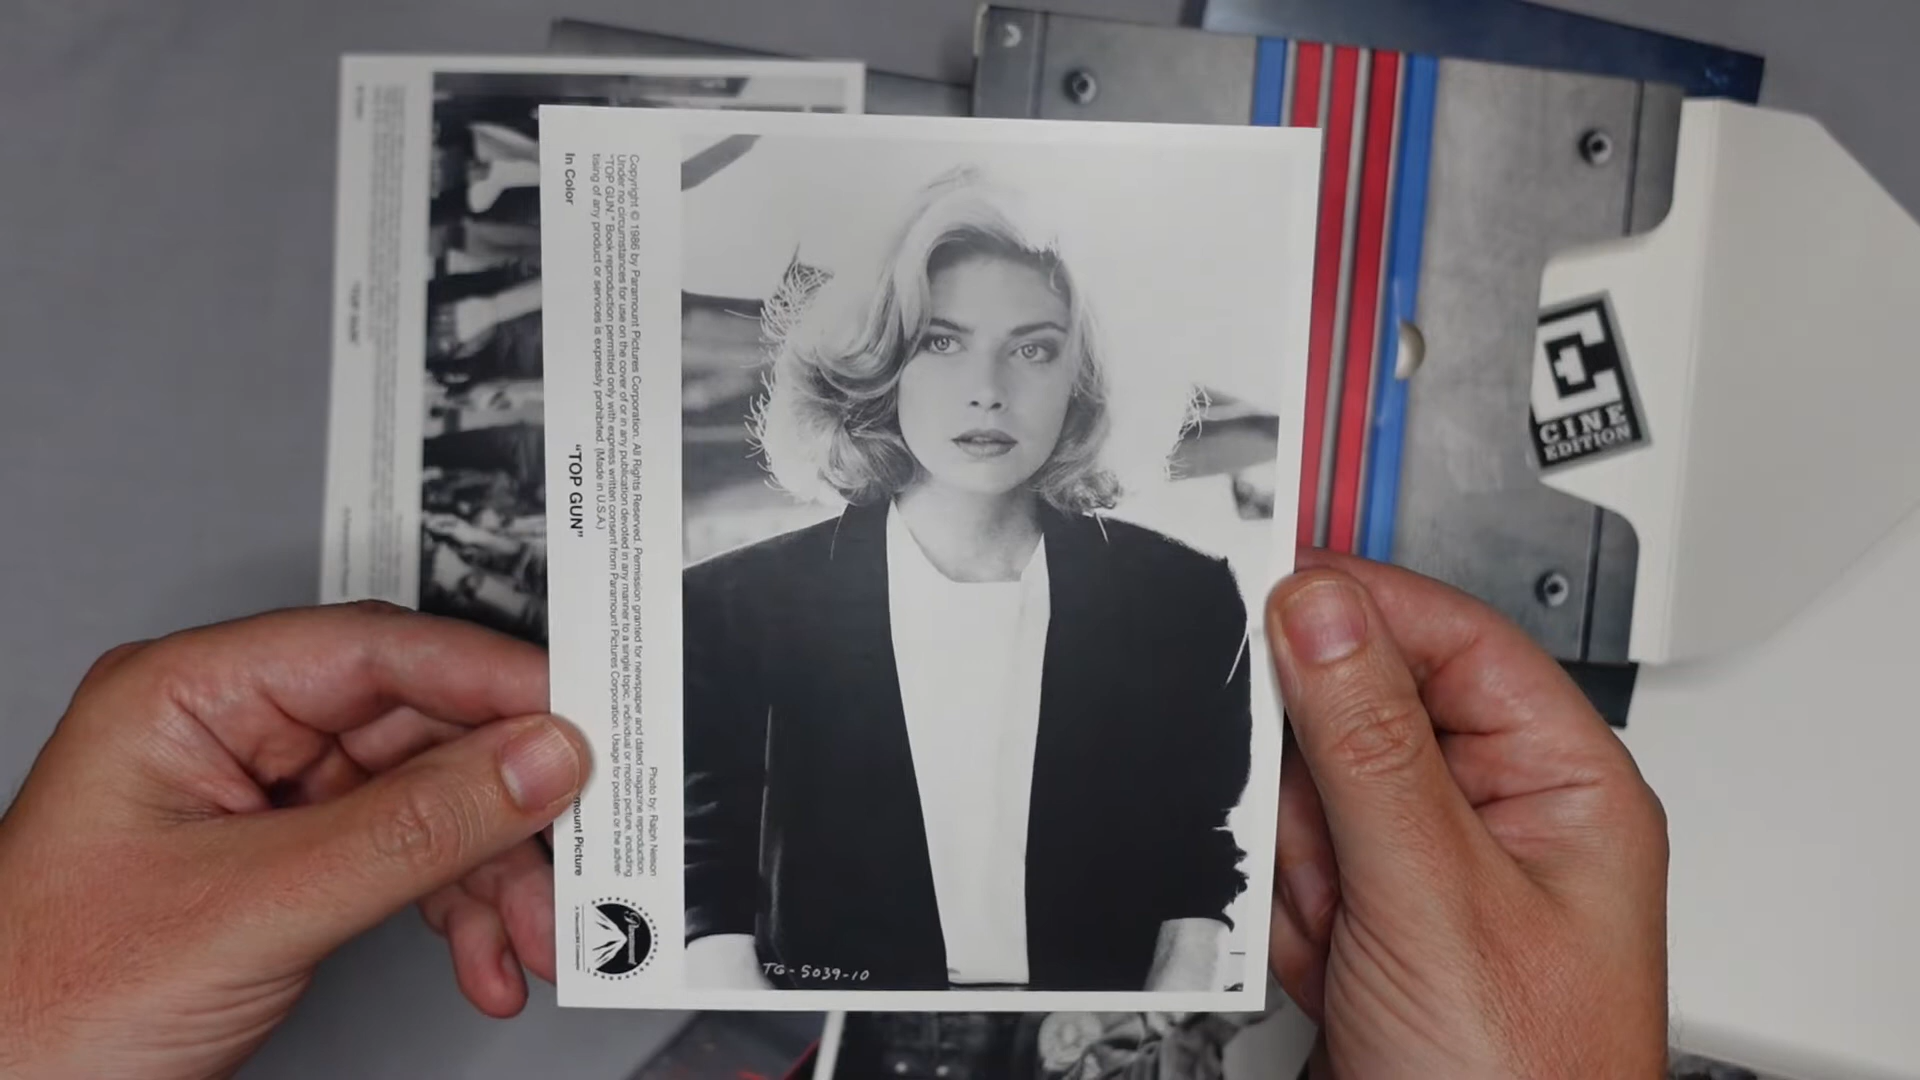 Photo by: Ralph Nelson
Copyright © 1986 by Paramount Pictures Corporation. All Rights Reserved. Permission granted for newspaper and dated magazine reproduction.
Under no circumstances for use on the cover of or in any publication devoted in any manner to a single topic, individual or motion picture, including
"TOP GUN." Book reproduction permitted only with express written consent from Paramount Pictures Corporation. Usage for posters or the adver-
tising of any product or services is expressly prohibited. (Made in U.S.A.)
In Color
"TOP GUN"
mount Picture
Paramount
TG-5039-10
CINE
EDITION
"TOP GUN"